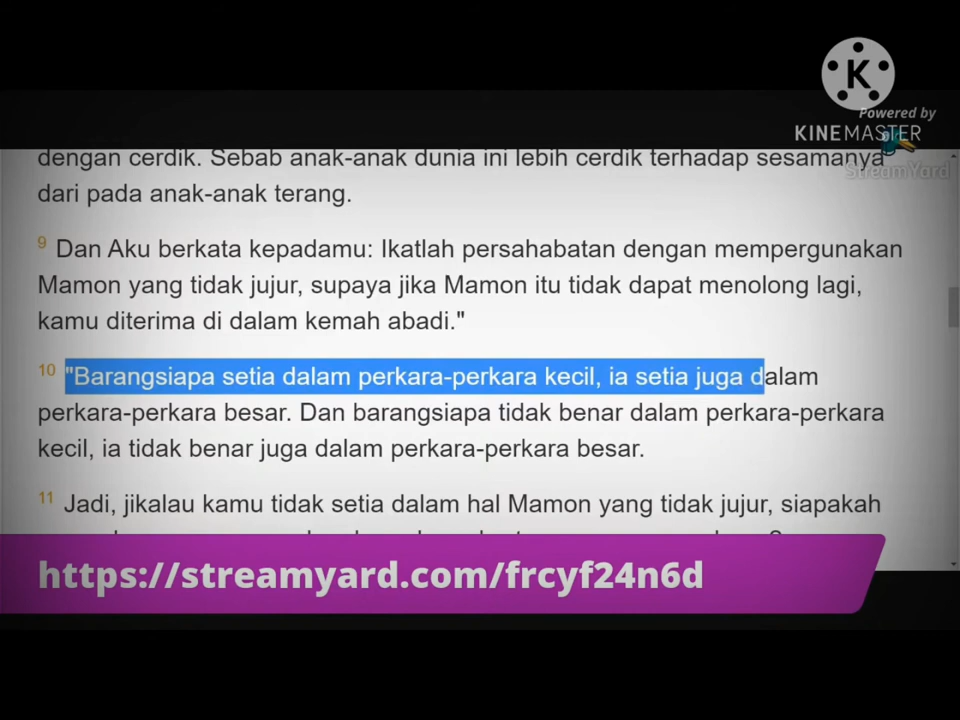 Powered by
KINEMASTER
StreamYard
dengan cerdik. Sebab anak-anak dunia ini lebih cerdik terhadap sesamanya
dari pada anak-anak terang.
9 Dan Aku berkata kepadamu: Ikatlah persahabatan dengan mempergunakan
Mamon yang tidak jujur, supaya jika Mamon itu tidak dapat menolong lagi,
kamu diterima di dalam kemah abadi."
10 "Barangsiapa setia dalam perkara-perkara kecil, ia setia juga dalam
perkara-perkara besar. Dan barangsiapa tidak benar dalam perkara-perkara
kecil, ia tidak benar juga dalam perkara-perkara besar.
11 Jadi, jikalau kamu tidak setia dalam hal Mamon yang tidak jujur, siapakah
https://streamyard.com/frcyf24n6d